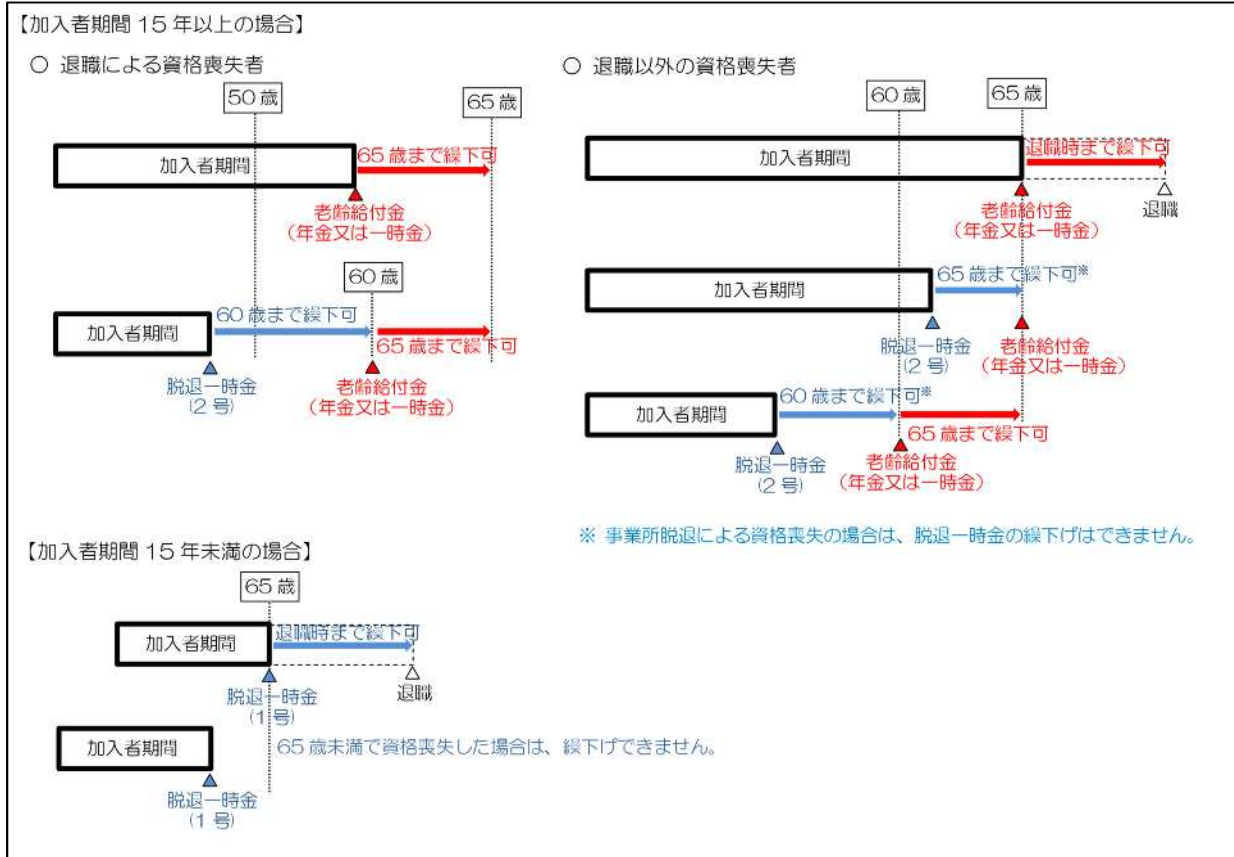 【加入者期間 15 年以上の場合】
○ 退職による資格喪失者
50 歳
65 歳
加入者期間
65 歳まで繰下可
老齢給付金
(年金又は一時金)
60 歳
加入者期間
60 歳まで繰下可
65 歳まで繰下可
脱退一時金
(2 号)
老齢給付金
(年金又は一時金)
○ 退職以外の資格喪失者
60 歳
65 歳
加入者期間
退職時まで繰下可
老齢給付金
(年金又は一時金)
退職
加入者期間
65 歳まで繰下可※
脱退一時金
(2 号)
老齢給付金
(年金又は一時金)
加入者期間
60 歳まで繰下可※
65 歳まで繰下可
脱退一時金
(2 号)
老齢給付金
(年金又は一時金)
※ 事業所脱退による資格喪失の場合は、脱退一時金の繰下げはできません。
【加入者期間 15 年未満の場合】
65 歳
加入者期間
退職時まで繰下可
脱退一時金
(1 号)
退職
加入者期間
65 歳未満で資格喪失した場合は、繰下げできません。
脱退一時金
(1 号)